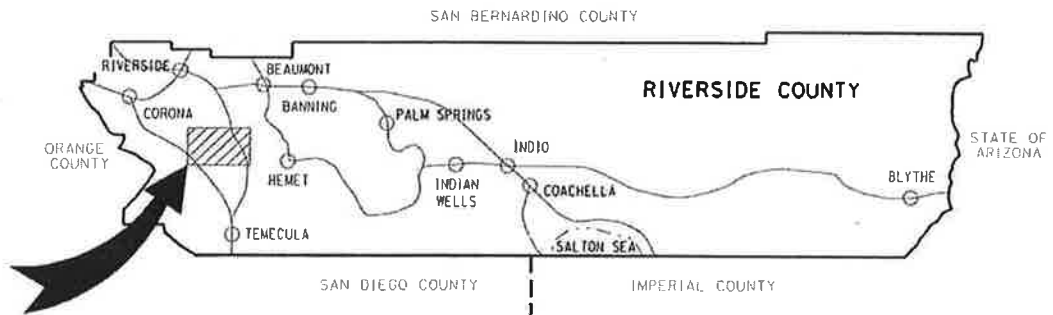 SAN BERNARDINO COUNTY
RIVERSIDE
BEAUMONT
RIVERSIDE COUNTY
CORONA
BANNING
PALM SPRINGS
ORANGE
COUNTY
STATE OF
ARIZONA
HEMET
INDIAN
WELLS
INDIO
COACHELLA
BLYTHE
TEMECULA
SALTON SEA
SAN DIEGO COUNTY
IMPERIAL COUNTY